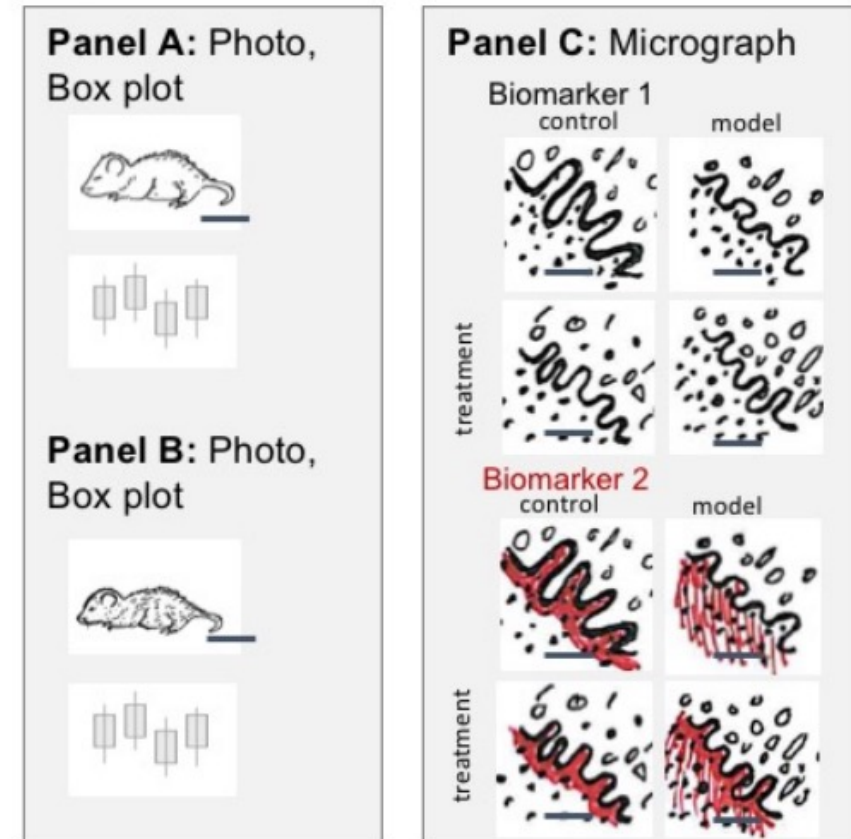 Panel A: Photo,
Box plot
Panel B: Photo,
Box plot
Panel C: Micrograph
Biomarker 1
control model
treatment
Biomarker 2
control model
treatment